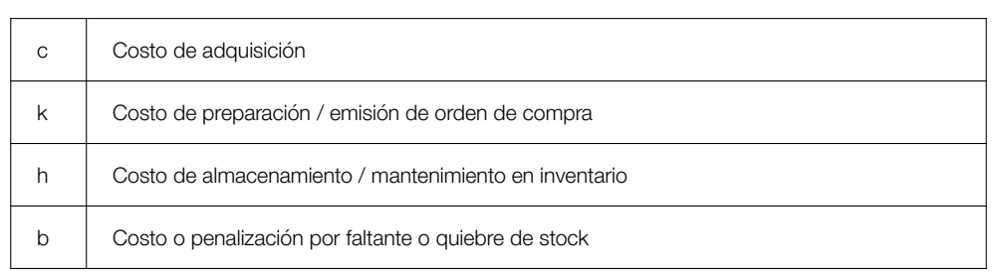 c Costo de adquisición
k Costo de preparación / emisión de orden de compra
h Costo de almacenamiento / mantenimiento en inventario
b Costo o penalización por faltante o quiebre de stock